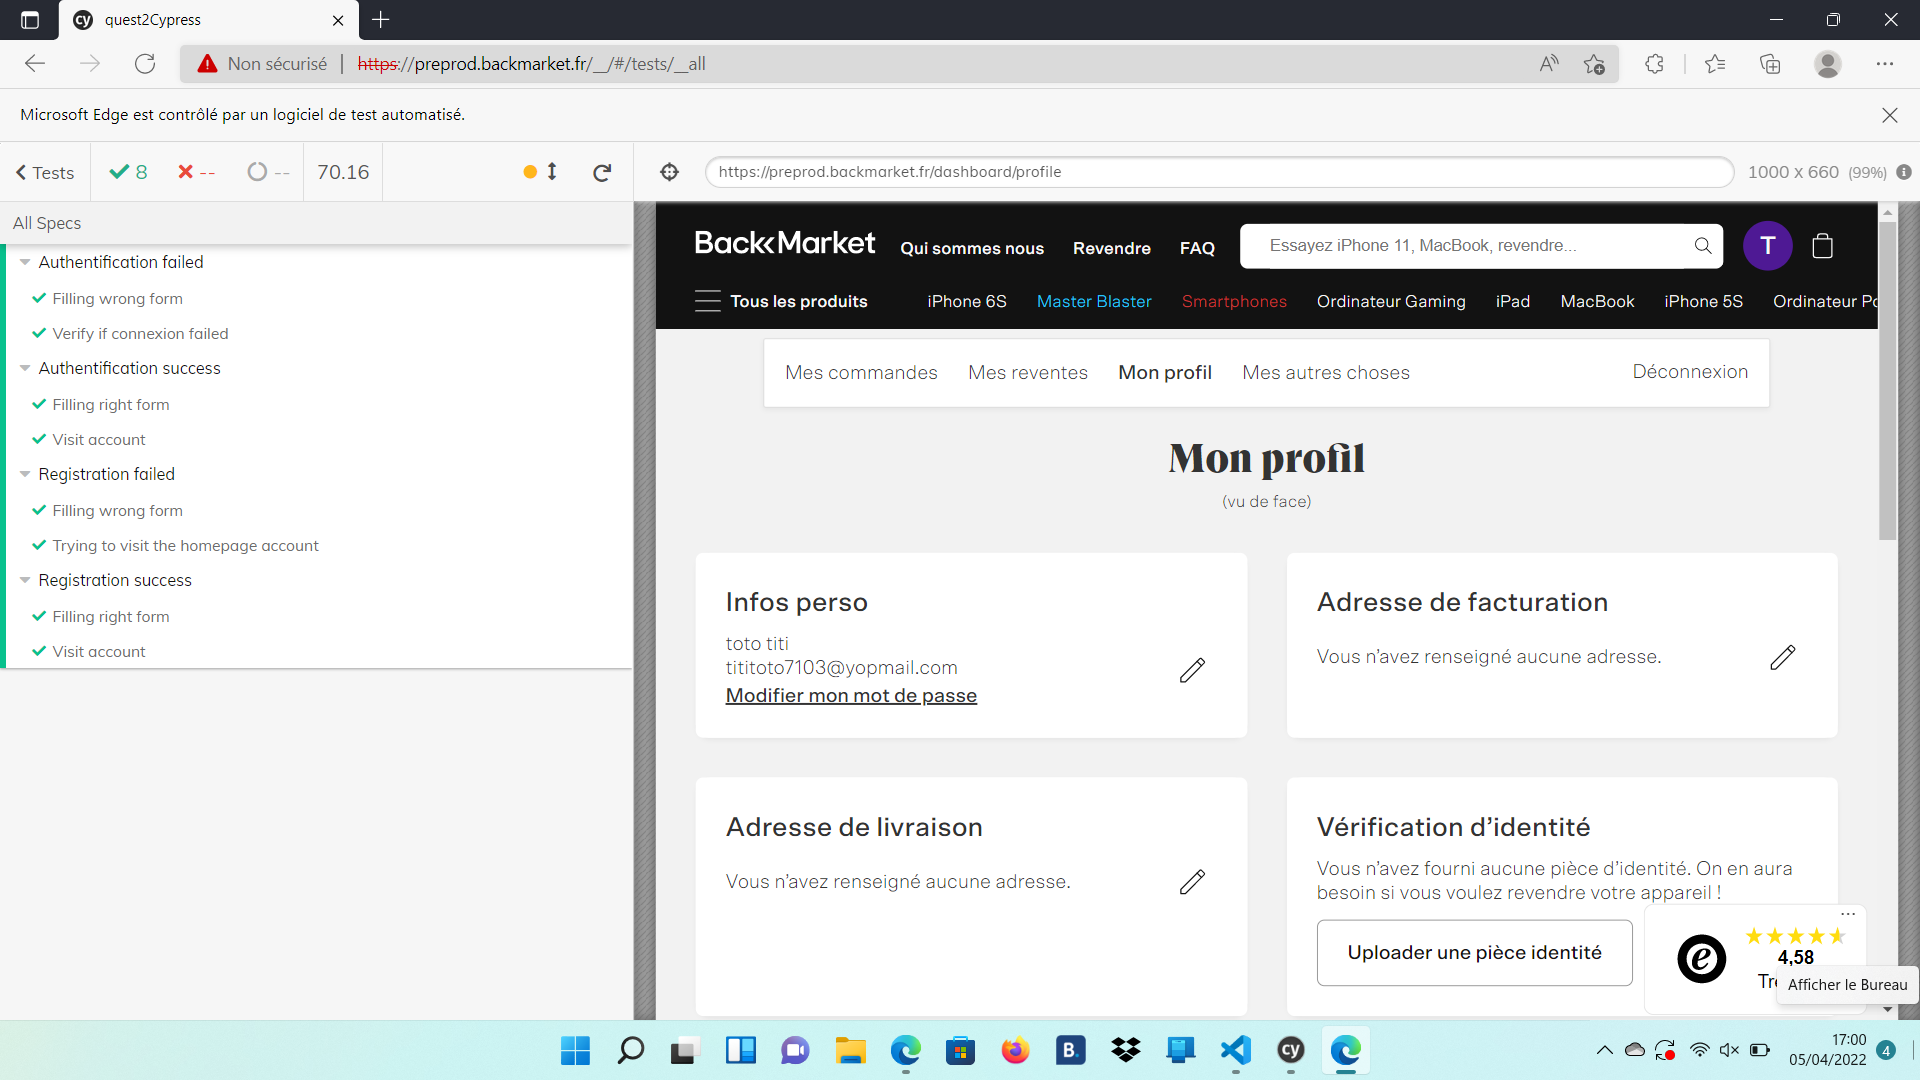 quest2Cypress
Non sécurisé | https://preprod.backmarket.fr/__/#/tests/__all
Microsoft Edge est contrôlé par un logiciel de test automatisé.
Tests 8 -- -- 70.16
https://preprod.backmarket.fr/dashboard/profile
1000 x 660 (99%)
All Specs
Authentification failed
Filling wrong form
Verify if connexion failed
Authentification success
Filling right form
Visit account
Registration failed
Filling wrong form
Trying to visit the homepage account
Registration success
Filling right form
Visit account
BackMarket Qui sommes nous Revendre FAQ Essayez iPhone 11, MacBook, revendre... T
Tous les produits iPhone 6S Master Blaster Smartphones Ordinateur Gaming iPad MacBook iPhone 5S Ordinateur
Mes commandes Mes reventes Mon profil Mes autres choses Déconnexion
Mon profil
(vu de face)
Infos perso
toto titi
tititoto7103@yopmail.com
Modifier mon mot de passe
Adresse de facturation
Vous n’avez renseigné aucune adresse.
Adresse de livraison
Vous n’avez renseigné aucune adresse.
Vérification d’identité
Vous n’avez fourni aucune pièce d’identité. On en aura
besoin si vous voulez revendre votre appareil !
Uploader une pièce identité
e
4,58
Afficher le Bureau
B.
cy
17:00
05/04/2022
4